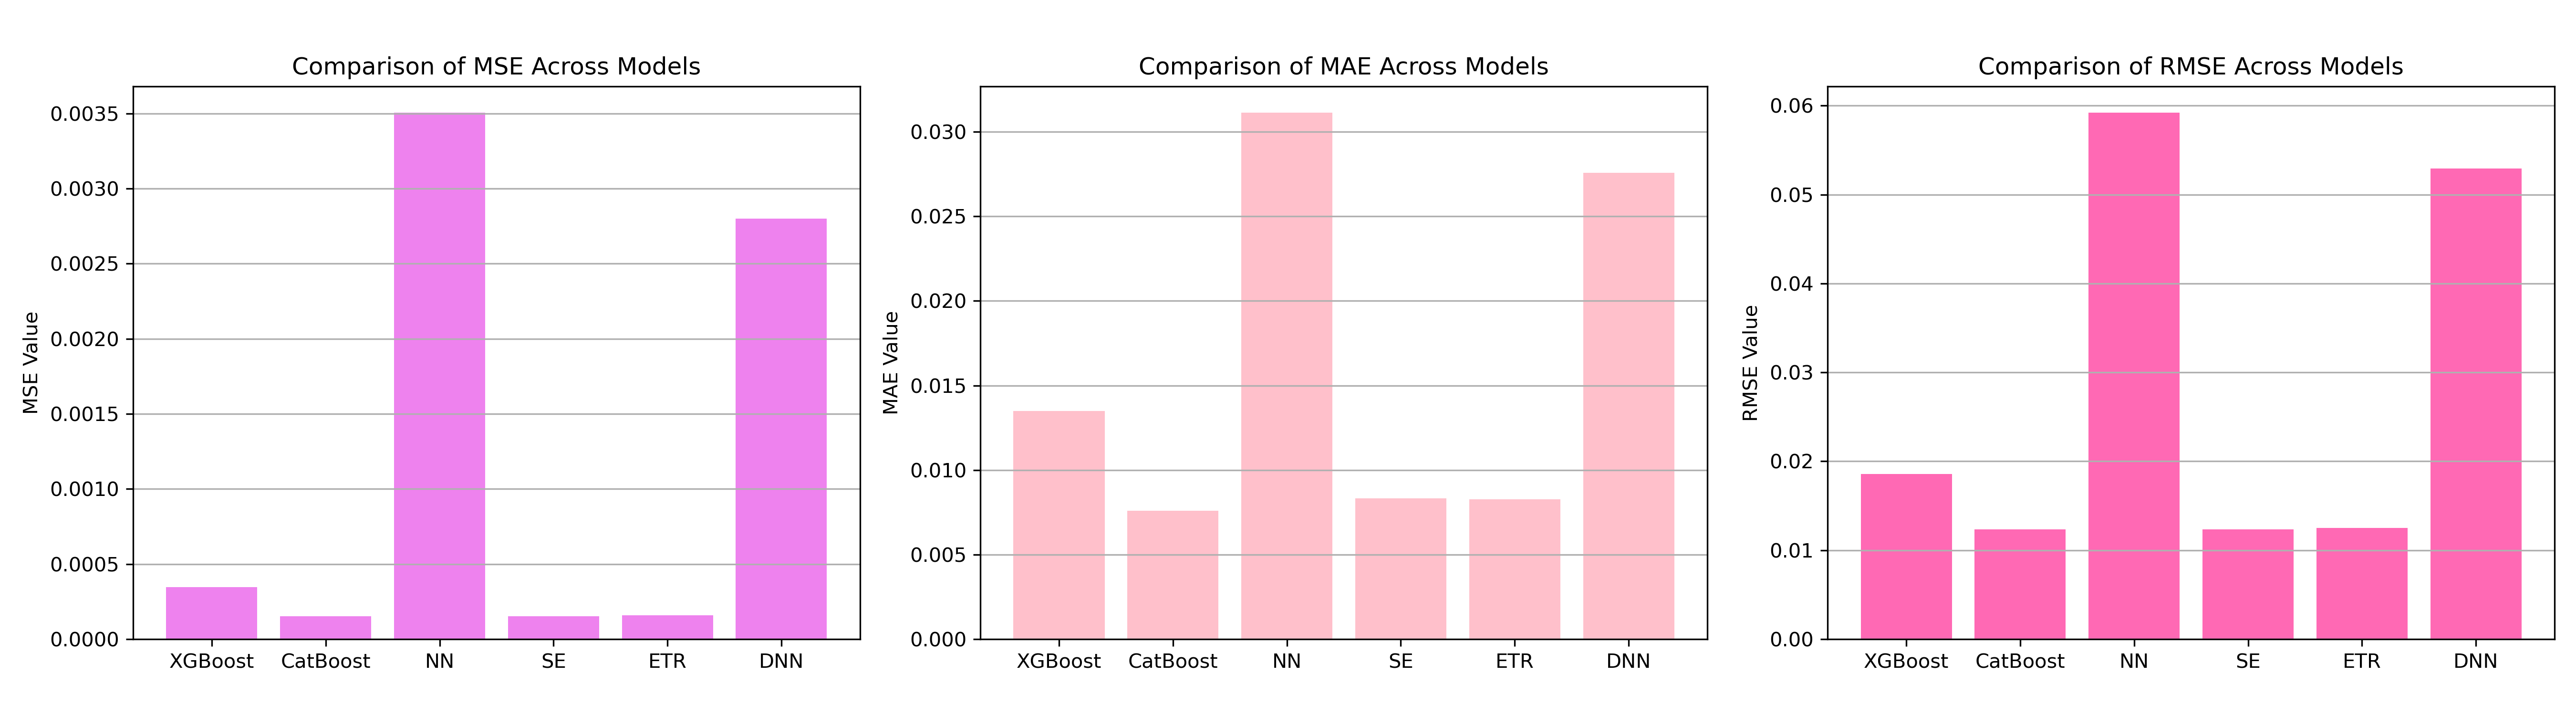 Comparison of MSE Across Models
MSE Value
0.0035
0.0030
0.0025
0.0020
0.0015
0.0010
0.0005
0.0000
XGBoost CatBoost NN SE ETR DNN
Comparison of MAE Across Models
MAE Value
0.030
0.025
0.020
0.015
0.010
0.005
0.000
XGBoost CatBoost NN SE ETR DNN
Comparison of RMSE Across Models
RMSE Value
0.06
0.05
0.04
0.03
0.02
0.01
0.00
XGBoost CatBoost NN SE ETR DNN